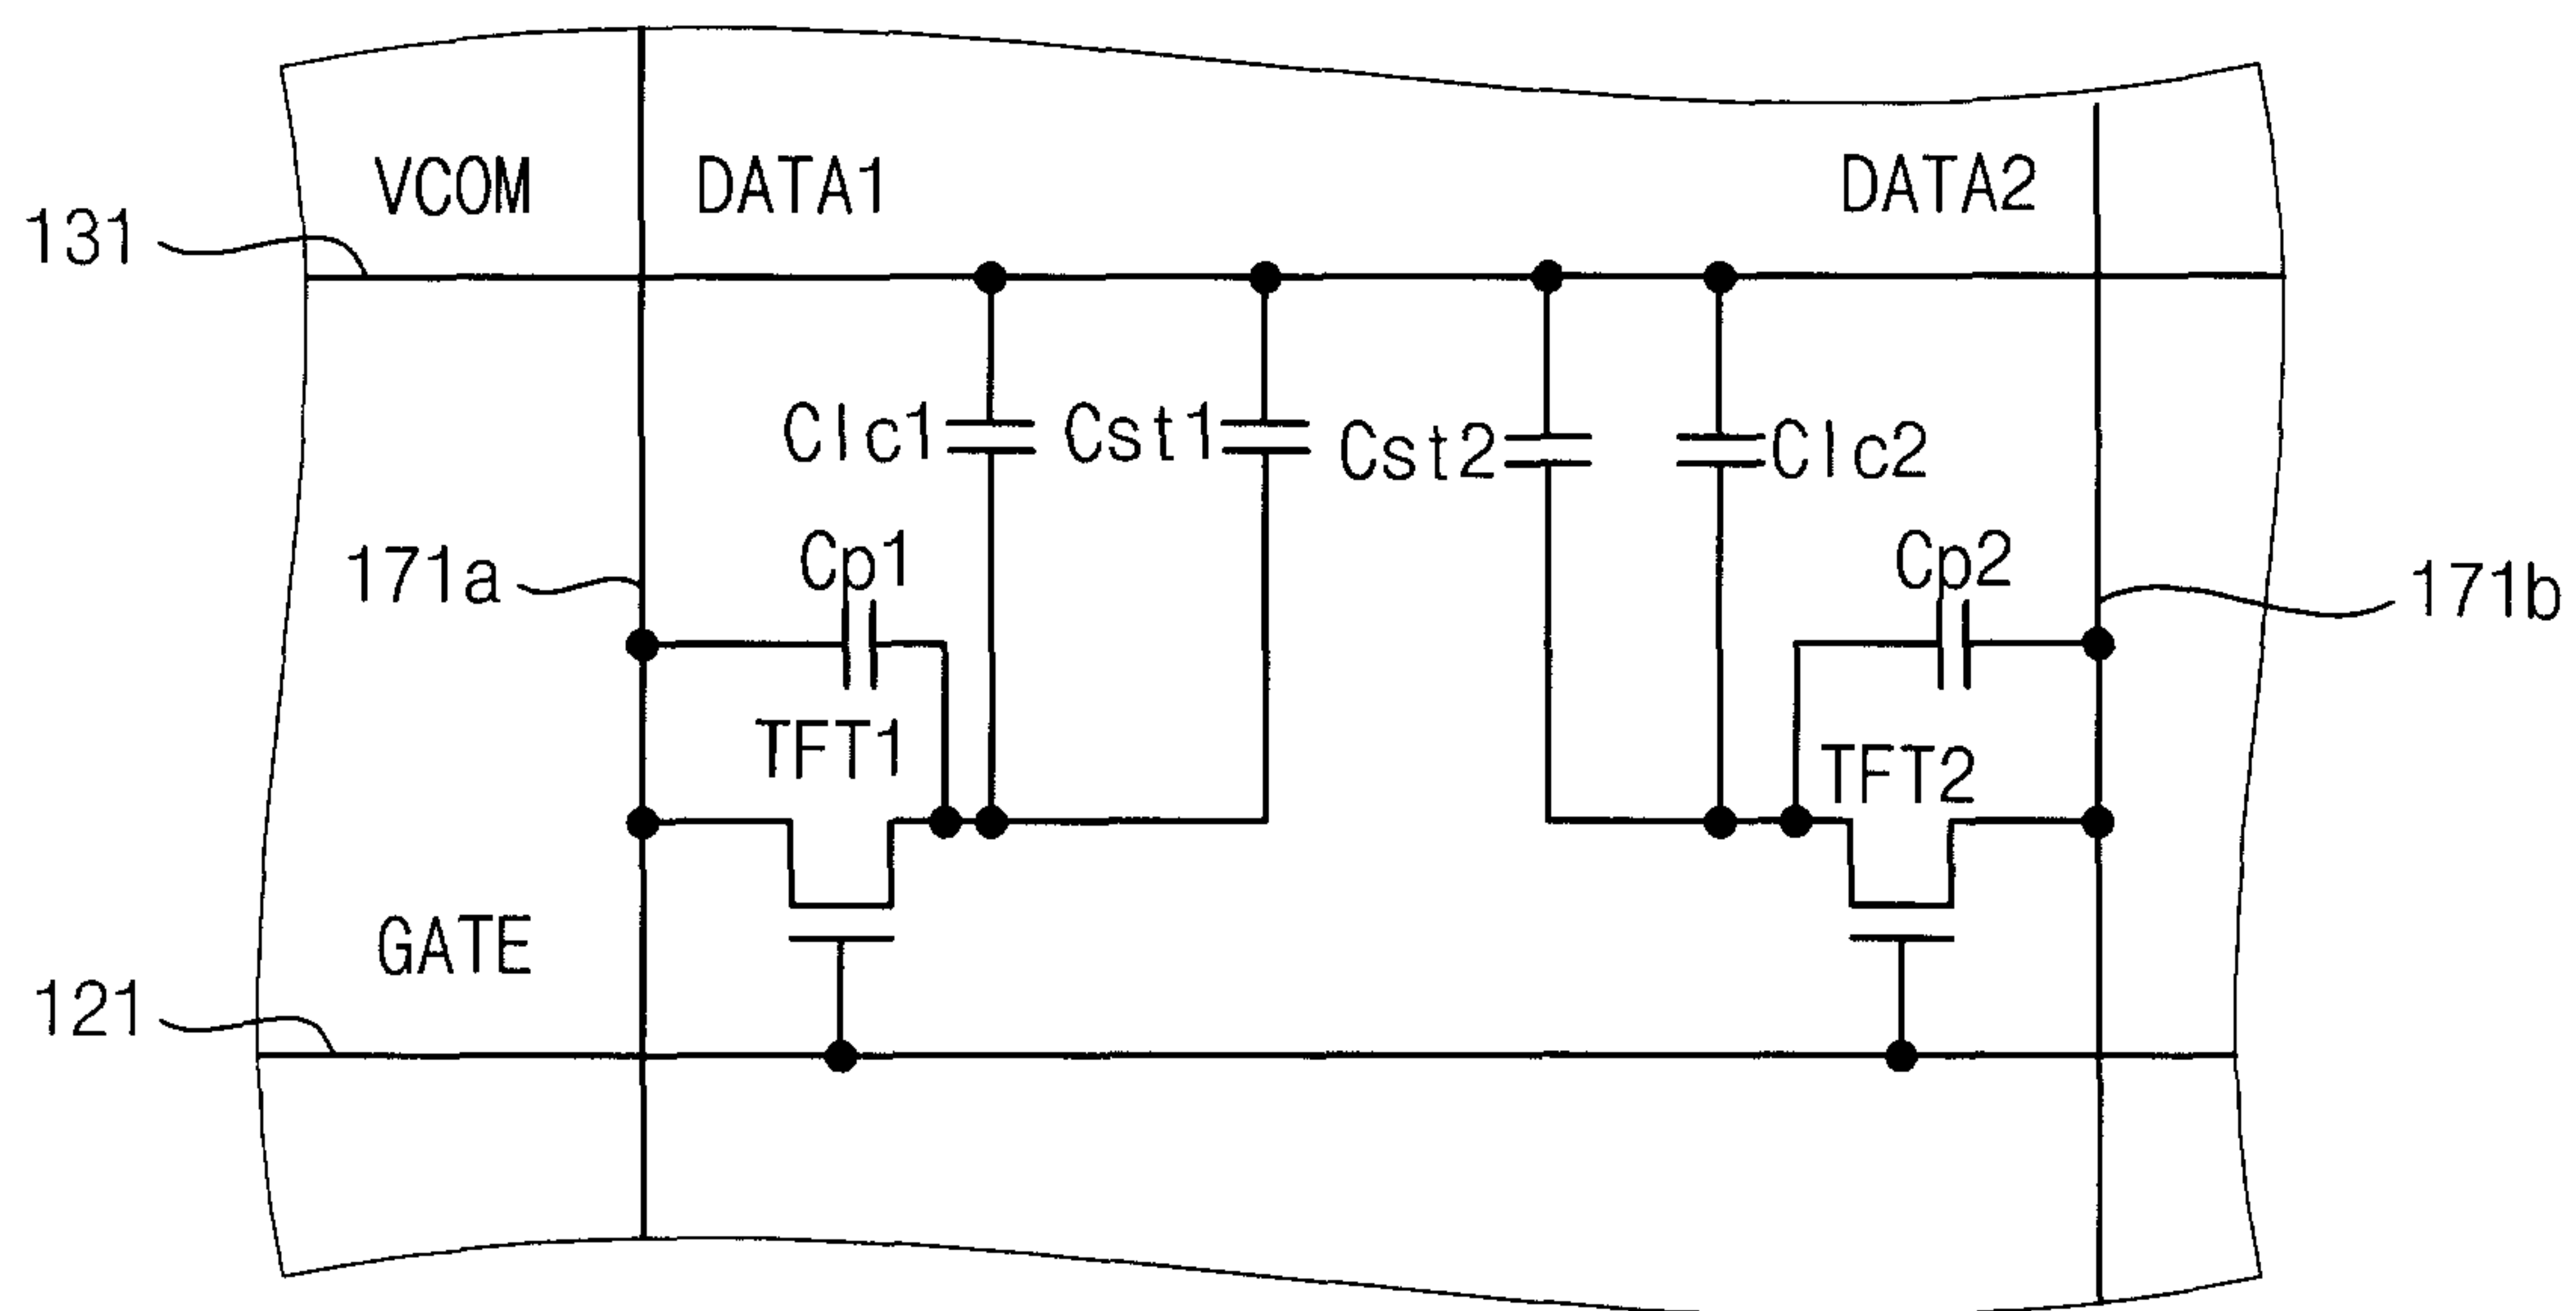 VCOM
DATA1
DATA2
131
Clc1
Cst1
Cst2
Clc2
171a
Cp1
Cp2
171b
TFT1
TFT2
GATE
121